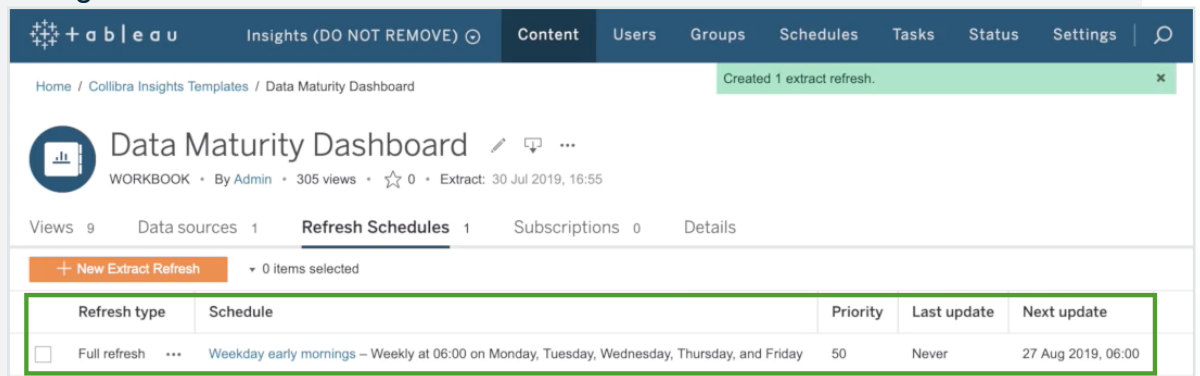 + a b | e a u Insights (DO NOT REMOVE) Content Users Groups Schedules Tasks Status Settings
Home / Collibra Insights Templates / Data Maturity Dashboard
Created 1 extract refresh. ×
Data Maturity Dashboard ...
WORKBOOK • By Admin • 305 views • ☆ 0 • Extract: 30 Jul 2019, 16:55
Views 9 Data sources 1 Refresh Schedules 1 Subscriptions 0 Details
+ New Extract Refresh ▾ 0 items selected
Refresh type Schedule Priority Last update Next update
Full refresh ... Weekday early mornings – Weekly at 06:00 on Monday, Tuesday, Wednesday, Thursday, and Friday 50 Never 27 Aug 2019, 06:00